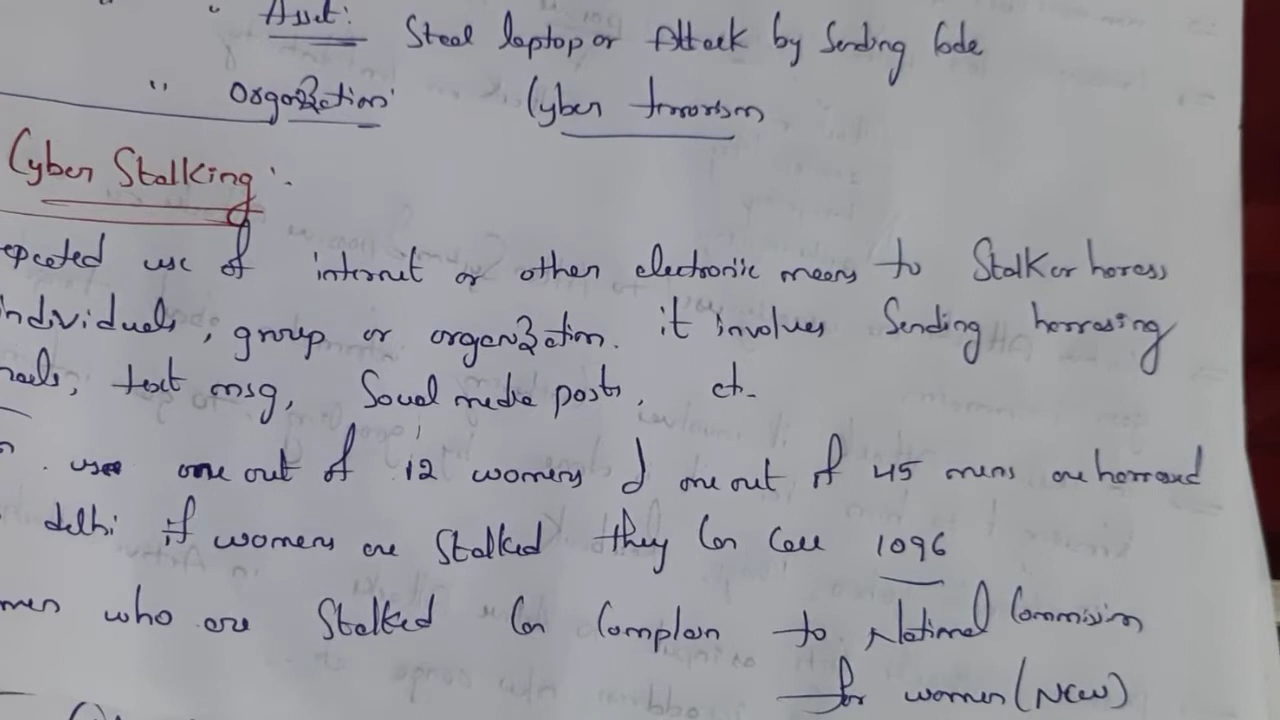 " Asset: Steal laptop or Attack by Sending Code
" organization Cyber terrorism
Cyber Stalking :-
epeated use of internet or other electronic means to Stalk or haress
individuals, group or organization. it involves Sending harrasing
mails, text msg, Social media posts, etc.
. use one out of 12 womens & one out of 45 mens are harrased
delhi if womens are Stalked they Can Call 1096
men who are Stalked Can Complain to National Commission
for women (NCW)